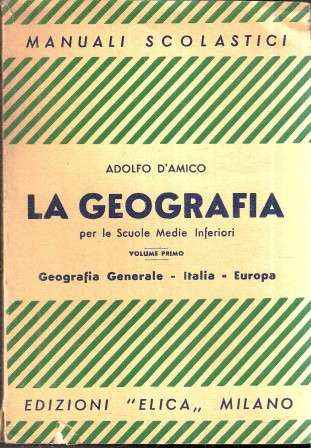 MANUALI SCOLASTICI
ADOLFO D'AMICO
LA GEOGRAFIA
per le Scuole Medie Inferiori
VOLUME PRIMO
Geografia Generale - Italia - Europa
EDIZIONI "ELICA„ MILANO